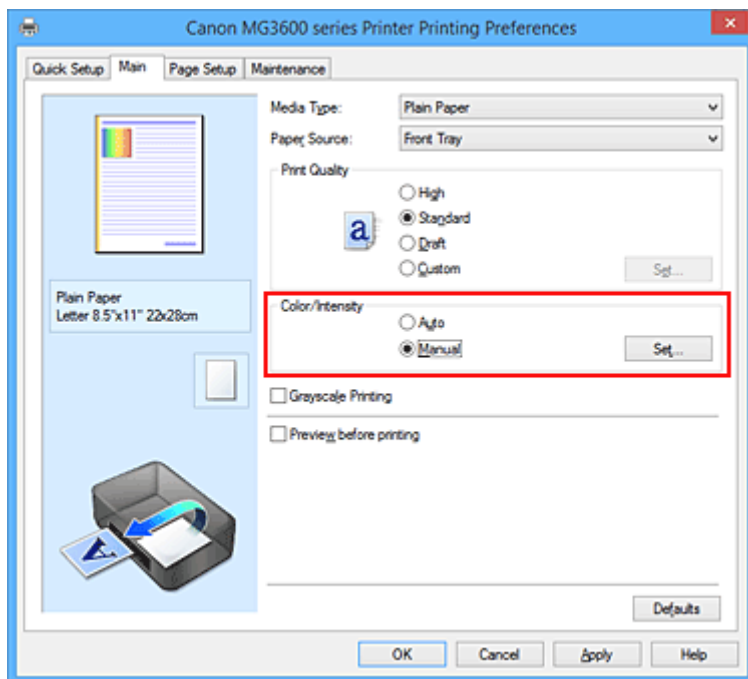 Canon MG3600 series Printer Printing Preferences
Quick Setup Main Page Setup Maintenance
Media Type: Plain Paper
Paper Source: Front Tray
Print Quality
High
a Standard
Draft
Custom Set...
Plain Paper
Letter 8.5"x11" 22x28cm
Color/Intensity
Auto
Manual Set...
Grayscale Printing
Preview before printing
A
Defaults
OK Cancel Apply Help